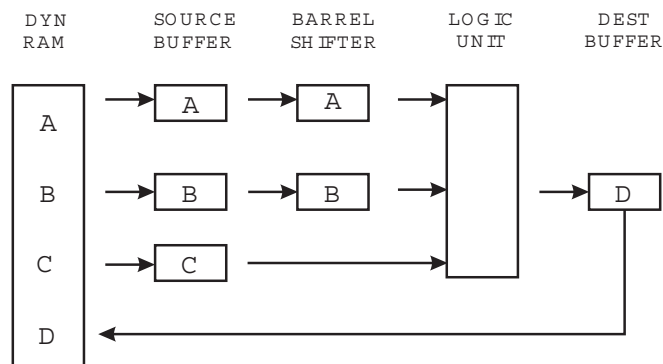 DYN SOURCE BARREL LOGIC DEST
RAM BUFFER SHIFTER UNIT BUFFER
A A
A
B B B D
C C
D